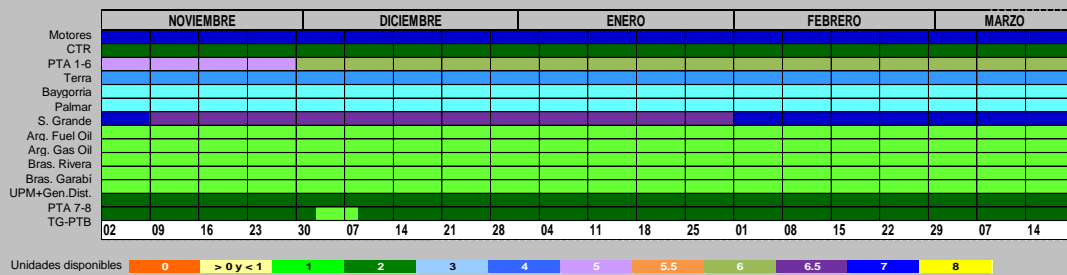 NOVIEMBRE DICIEMBRE ENERO FEBRERO MARZO
Motores
CTR
PTA 1-6
Terra
Baygorria
Palmar
S. Grande
Arg. Fuel Oil
Arg. Gas Oil
Bras. Rivera
Bras. Garabí
UPM+Gen.Dist.
PTA 7-8
TG-PTB
02 09 16 23 30 07 14 21 28 04 11 18 25 01 08 15 22 29 07 14
Unidades disponibles 0 > 0 y < 1 1 2 3 4 5 5.5 6 6.5 7 8